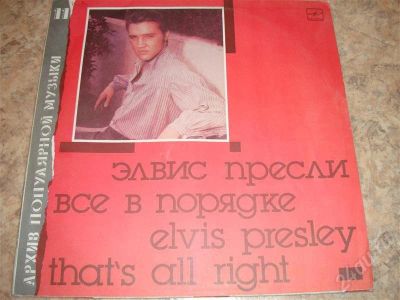 11
АРХИВ ПОПУЛЯРНОЙ МУЗЫКИ
элвис пресли
все в порядке
elvis presley
that's all right